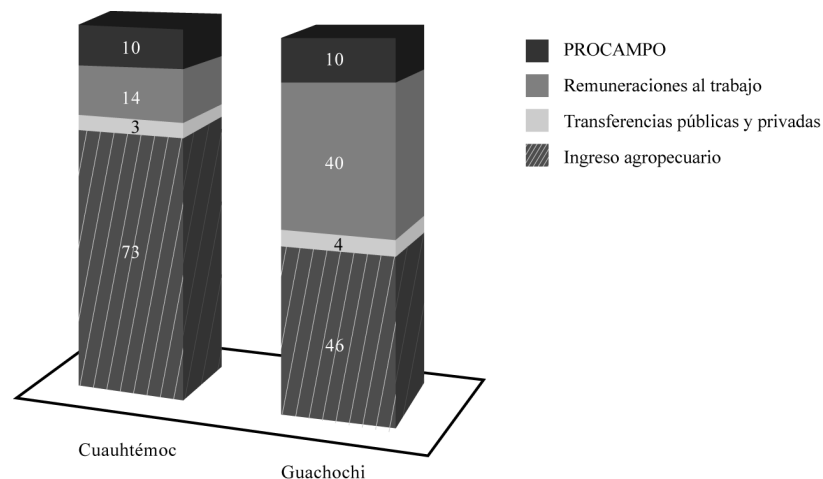 10
14
3
73
10
40
4
46
PROCAMPO
Remuneraciones al trabajo
Transferencias públicas y privadas
Ingreso agropecuario
Cuauhtémoc
Guachochi